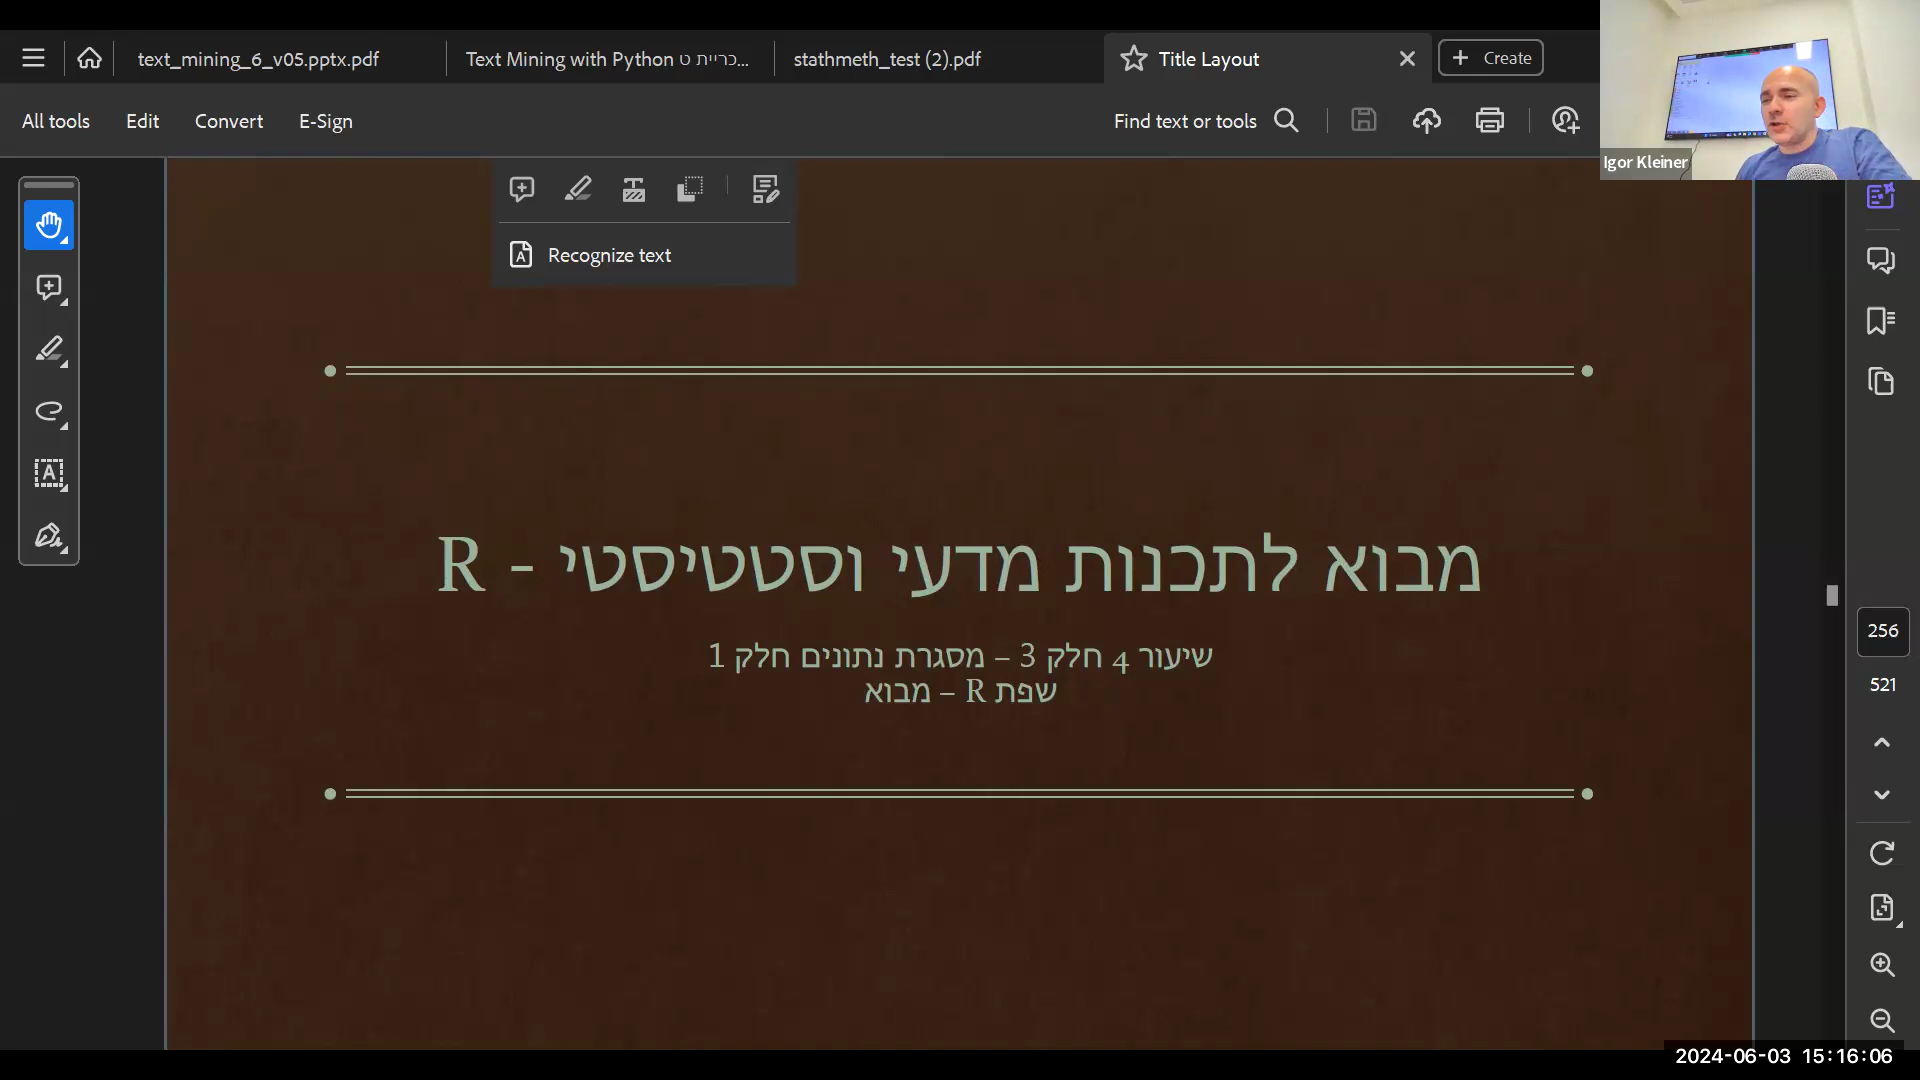 text_mining_6_v05.pptx.pdf
Text Mining with Python כריית ט...
stathmeth_test (2).pdf
Title Layout
Create
All tools
Edit
Convert
E-Sign
Find text or tools
Igor Kleiner
Recognize text
מבוא לתכנות מדעי וסטטיסטי - R
שיעור 4 חלק 3 – מסגרת נתונים חלק 1
שפת R – מבוא
256
521
2024-06-03 15:16:06